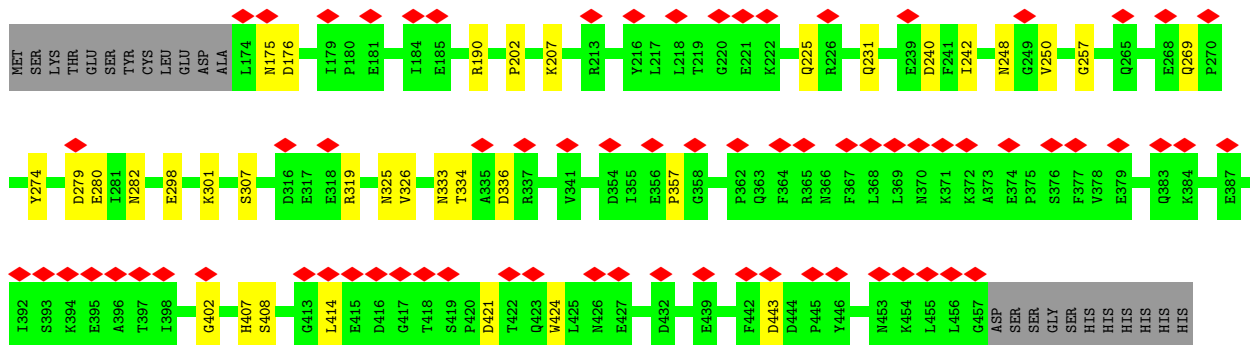 MET SER LYS THR GLU SER TYR CYS LEU GLU ASP ALA L174 N175 D176 I179 P180 E181 I184 E185 R190 P202 K207 R213 Y216 L217 L218 T219 G220 E221 K222 Q225 R226 Q231 E239 D240 F241 I242 N248 G249 V250 G257 Q265 E268 Q269 P270
Y274 D279 E280 I281 N282 E298 K301 S307 D316 E317 E318 R319 N325 V326 N333 T334 A335 D336 R337 V341 D354 I355 E356 P357 G358 P362 Q363 F364 R365 N366 F367 L368 L369 N370 K371 K372 A373 E374 P375 S376 F377 V378 E379 Q383 K384 E387
I392 S393 K394 E395 A396 T397 I398 G402 H407 S408 G413 L414 E415 D416 G417 T418 S419 P420 D421 T422 Q423 W424 L425 N426 E427 D432 E439 F442 D443 D444 P445 Y446 N453 K454 L455 L456 G457 ASP SER SER GLY SER HIS HIS HIS HIS HIS HIS